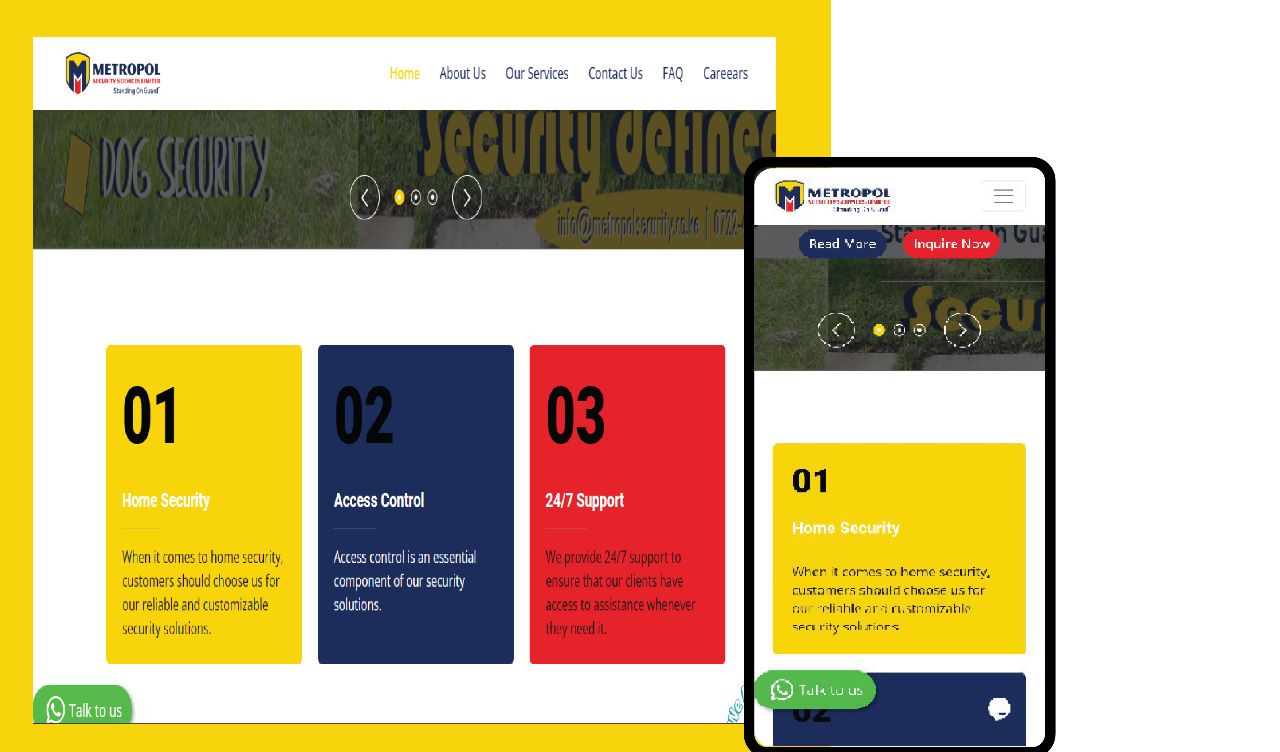 METROPOL
SECURITY SERVICES LIMITED
Standing On Guard
Home
About Us
Our Services
Contact Us
FAQ
Careears
DOG SECURITY,
Security defined
info@metropolsecurity.co.ke | 0722-
01
Home Security
When it comes to home security,
customers should choose us for
our reliable and customizable
security solutions.
02
Access Control
Access control is an essential
component of our security
solutions.
03
24/7 Support
We provide 24/7 support to
ensure that our clients have
access to assistance whenever
they need it.
Talk to us
METROPOL
SECURITY SERVICES LIMITED
Standing On Guard
Standing On Gua
Read More
Inquire Now
Secur
01
Home Security
When it comes to home security,
customers should choose us for
our reliable and customizable
security solutions.
Talk to us
02